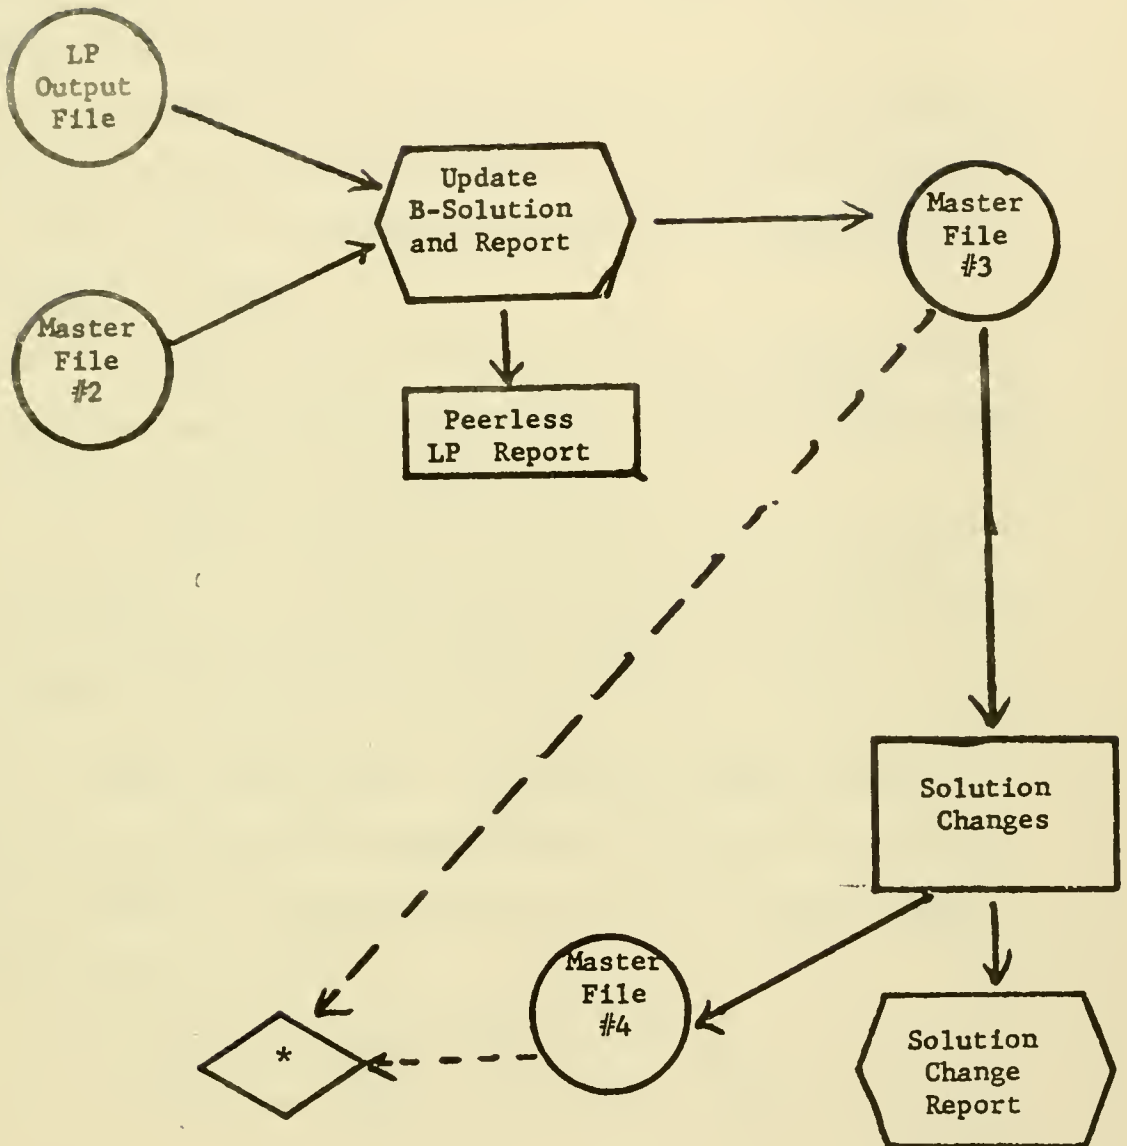 LP
Output
File
Update
B-Solution
and Report
Master
File
#3
Master
File
#2
Peerless
LP Report
Solution
Changes
Master
File
#4
*
Solution
Change
Report